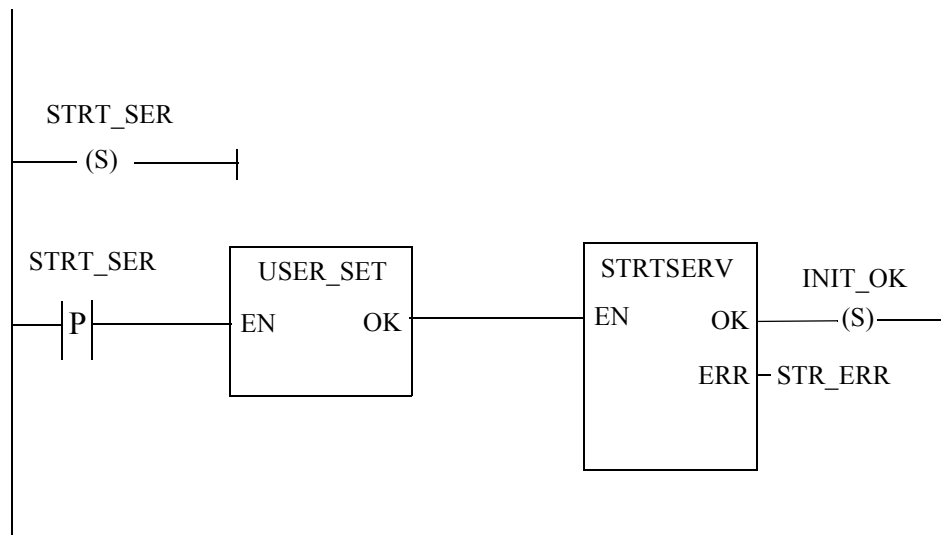 STRT_SER
(S)
STRT_SER
P
USER_SET
EN OK
STRTSERV
EN OK
ERR
INIT_OK
(S)
STR_ERR